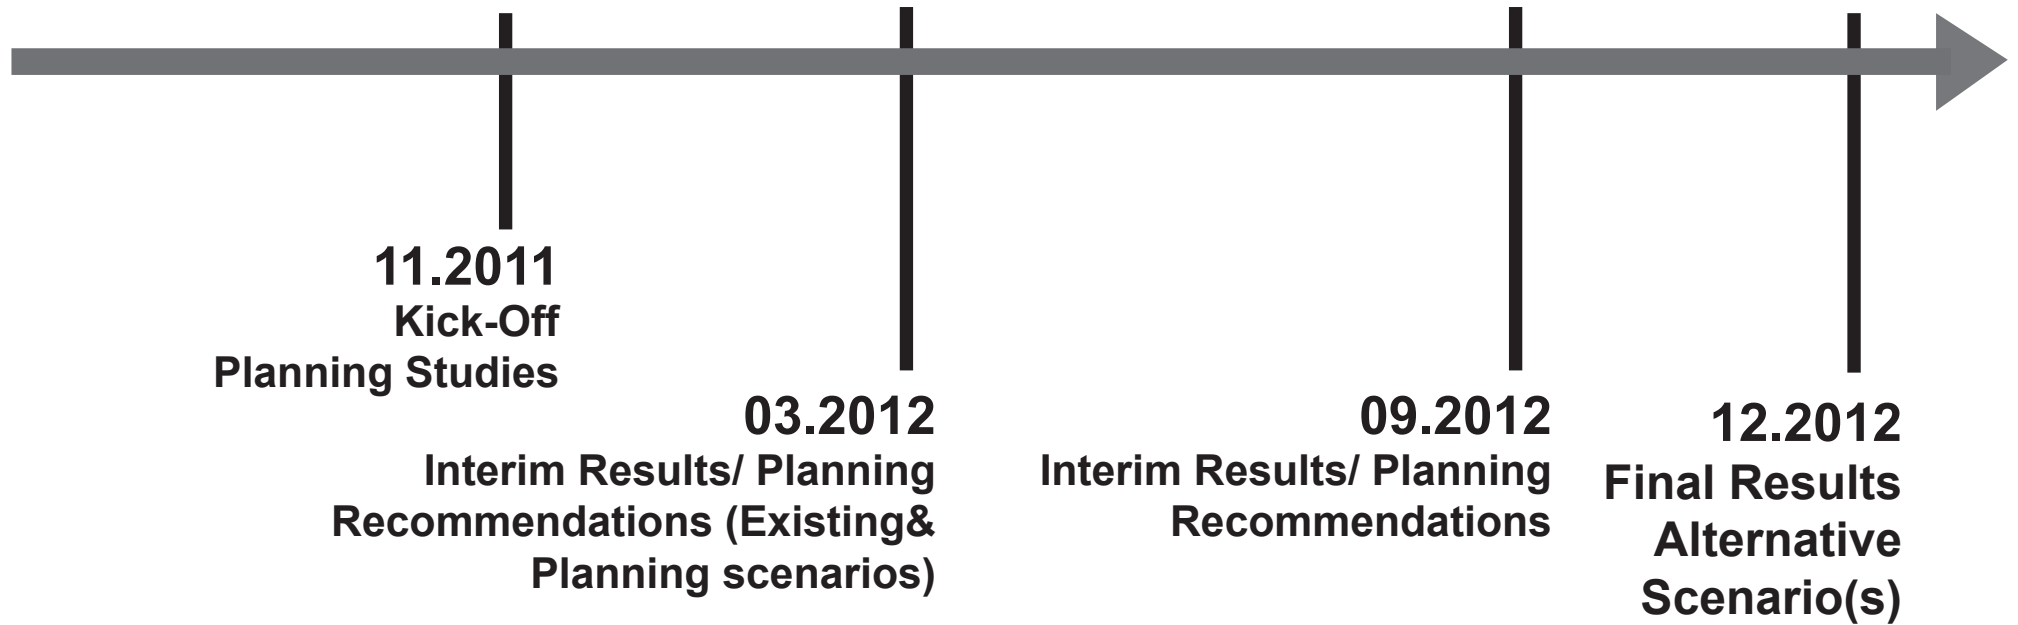 11.2011
Kick-Off
Planning Studies
03.2012
Interim Results/ Planning
Recommendations (Existing&
Planning scenarios)
09.2012
Interim Results/ Planning
Recommendations
12.2012
Final Results
Alternative
Scenario(s)